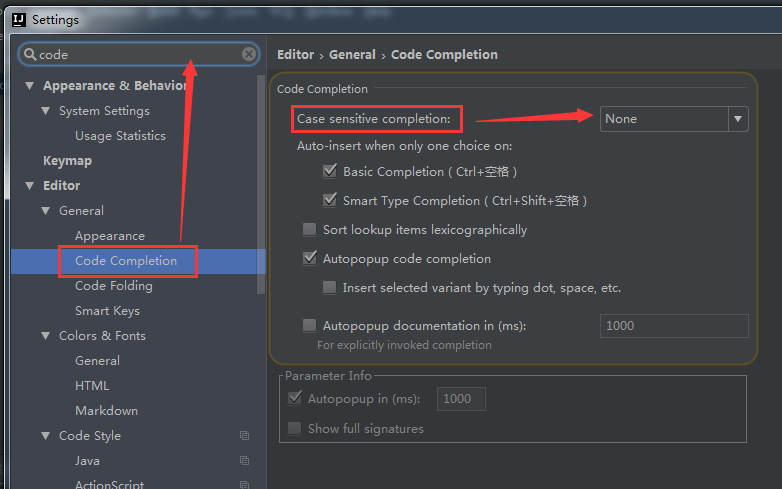 IJ Settings
code
Appearance & Behavior
System Settings
Usage Statistics
Keymap
Editor
General
Appearance
Code Completion
Code Folding
Smart Keys
Colors & Fonts
General
HTML
Markdown
Code Style
Java
ActionScript
Editor › General › Code Completion
Code Completion
Case sensitive completion: None
Auto-insert when only one choice on:
Basic Completion ( Ctrl+空格 )
Smart Type Completion ( Ctrl+Shift+空格 )
Sort lookup items lexicographically
Autopopup code completion
Insert selected variant by typing dot, space, etc.
Autopopup documentation in (ms): 1000
For explicitly invoked completion
Parameter Info
Autopopup in (ms): 1000
Show full signatures